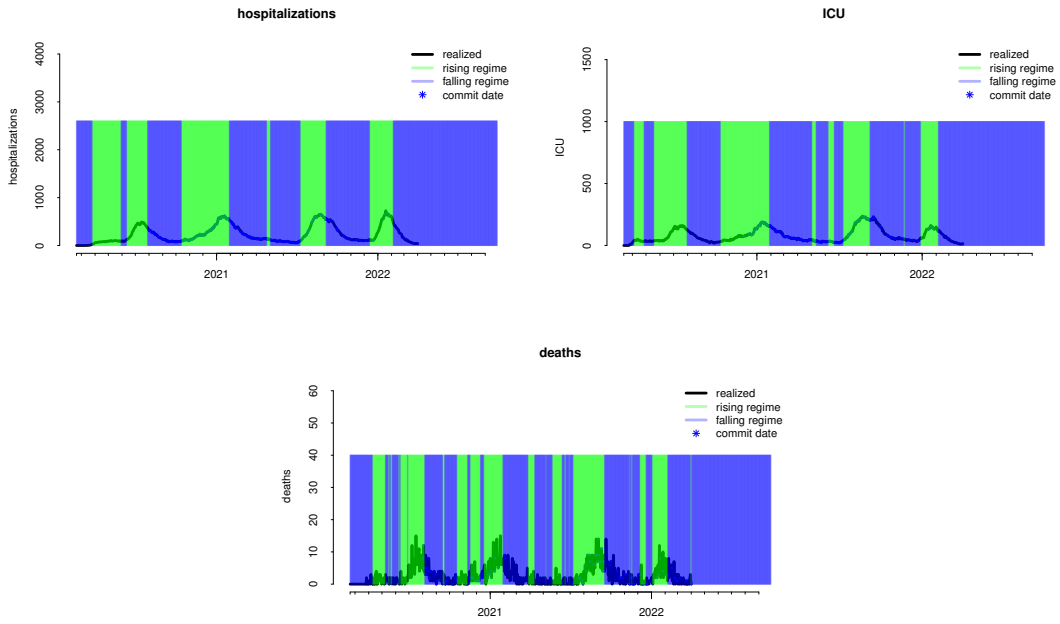 hospitalizations
4000
3000
2000
1000
0
hospitalizations
realized
rising regime
falling regime
commit date
2021
2022
ICU
1500
1000
500
0
ICU
realized
rising regime
falling regime
commit date
2021
2022
deaths
60
50
40
30
20
10
0
deaths
realized
rising regime
falling regime
commit date
2021
2022